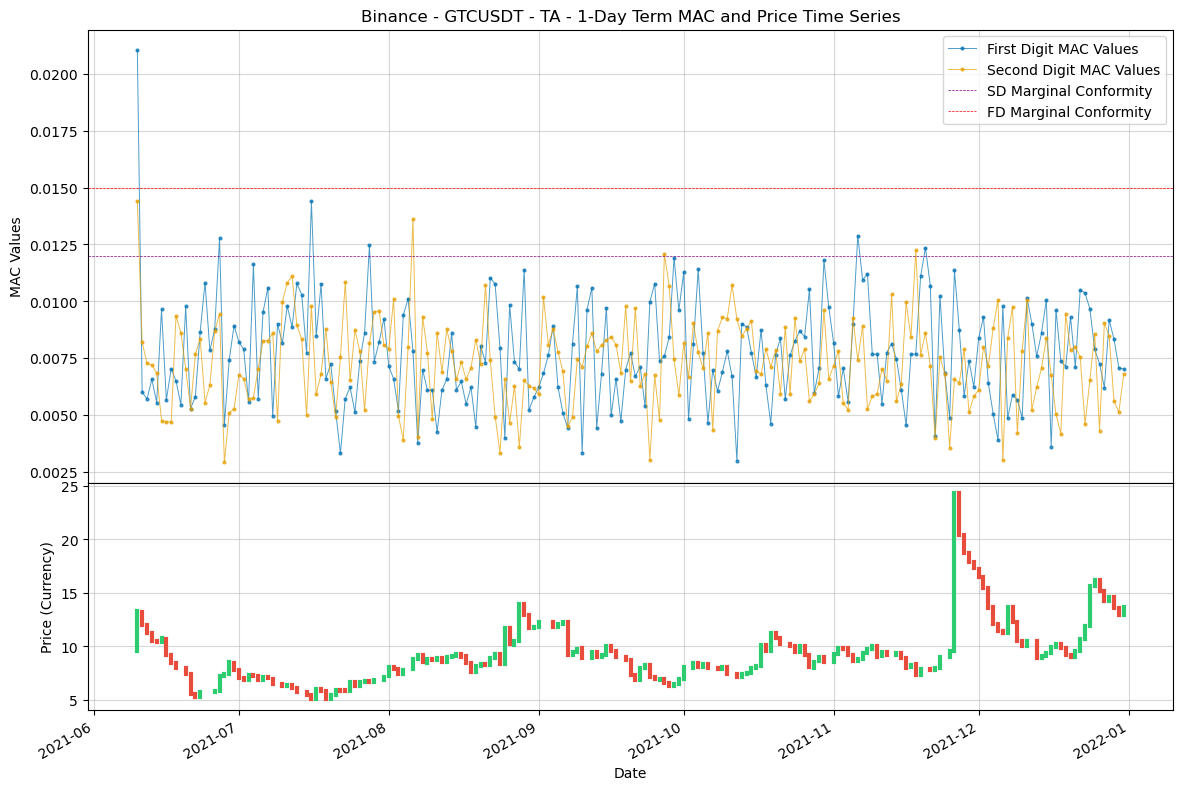 Binance - GTCUSDT - TA - 1-Day Term MAC and Price Time Series
First Digit MAC Values
Second Digit MAC Values
SD Marginal Conformity
FD Marginal Conformity
MAC Values
0.0200
0.0175
0.0150
0.0125
0.0100
0.0075
0.0050
0.0025
Price (Currency)
25
20
15
10
5
2021-06
2021-07
2021-08
2021-09
2021-10
2021-11
2021-12
2022-01
Date